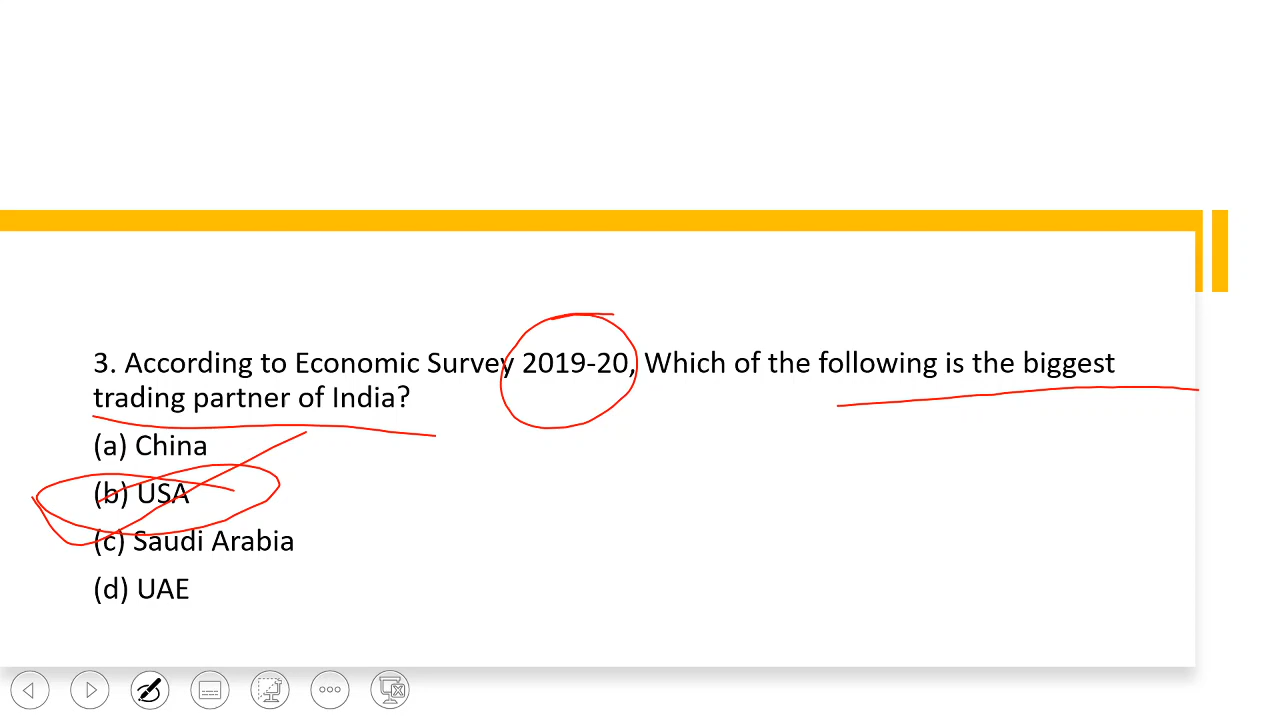 3. According to Economic Survey 2019-20, Which of the following is the biggest
trading partner of India?
(a) China
(b) USA
(c) Saudi Arabia
(d) UAE